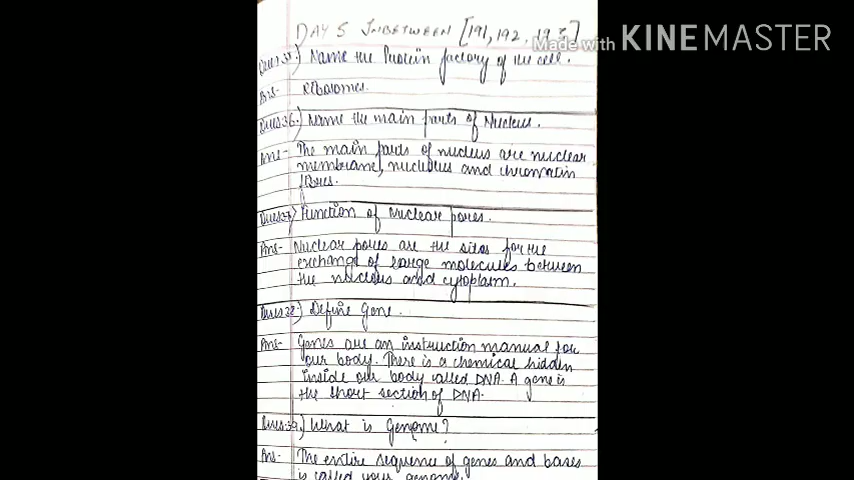 DAY 5 INBETWEEN [191, 192, 193]
Made with KINEMASTER
Ques 35.) Name the Protein factory of the cell.
Ans- Ribosomes.
Ques 36.) Name the main parts of Nucleus.
Ans- The main parts of nucleus are nuclear
membrane, nucleolus and chromatin
fibres.
Ques 37.) Function of Nuclear pores.
Ans- Nuclear pores are the sites for the
exchange of large molecules between
the nucleus and cytoplasm.
Ques 38.) Define Gene.
Ans- Genes are an instruction manual for
our body. There is a chemical hidden
inside our body called DNA. A gene is
the short section of DNA.
Ques 39.) What is Genome?
Ans- The entire sequence of genes and bases
is called your genome.